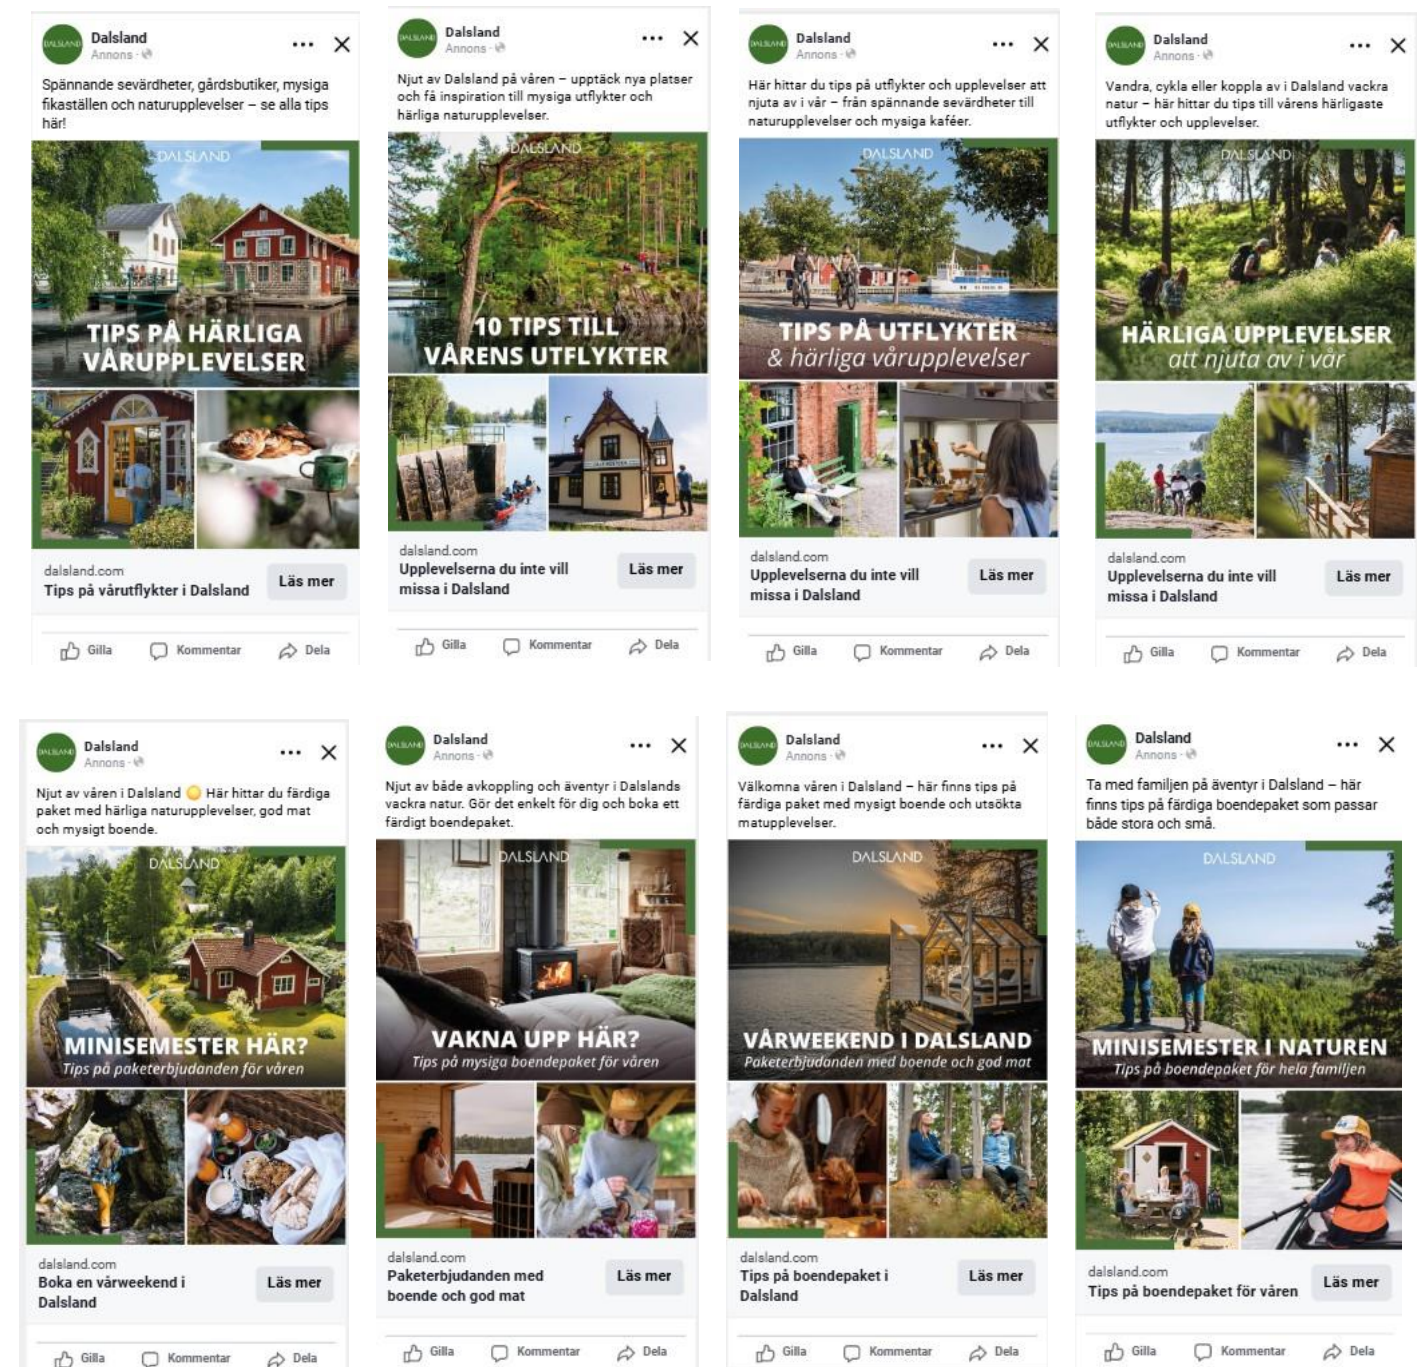 DALSLAND
Dalsland
Annons
Spännande sevärdheter, gårdsbutiker, mysiga
fikaställen och naturupplevelser – se alla tips
här!
DALSLAND
TIPS PÅ HÄRLIGA
VÅRUPPLEVELSER
dalsland.com
Tips på vårutflykter i Dalsland
Läs mer
Gilla
Kommentar
Dela
DALSLAND
Dalsland
Annons
Njut av Dalsland på våren – upptäck nya platser
och få inspiration till mysiga utflykter och
härliga naturupplevelser.
DALSLAND
10 TIPS TILL
VÅRENS UTFLYKTER
dalsland.com
Upplevelserna du inte vill
missa i Dalsland
Läs mer
Gilla
Kommentar
Dela
DALSLAND
Dalsland
Annons
Här hittar du tips på utflykter och upplevelser att
njuta av i vår – från spännande sevärdheter till
naturupplevelser och mysiga kaféer.
DALSLAND
TIPS PÅ UTFLYKTER
& härliga vårupplevelser
dalsland.com
Upplevelserna du inte vill
missa i Dalsland
Läs mer
Gilla
Kommentar
Dela
DALSLAND
Dalsland
Annons
Vandra, cykla eller koppla av i Dalsland vackra
natur – här hittar du tips till vårens härligaste
utflykter och upplevelser.
DALSLAND
HÄRLIGA UPPLEVELSER
att njuta av i vår
dalsland.com
Upplevelserna du inte vill
missa i Dalsland
Läs mer
Gilla
Kommentar
Dela
DALSLAND
Dalsland
Annons
Njut av våren i Dalsland 🌞 Här hittar du färdiga
paket med härliga naturupplevelser, god mat
och mysigt boende.
DALSLAND
MINISEMESTER HÄR?
Tips på paketerbjudanden för våren
dalsland.com
Boka en vårweekend i
Dalsland
Läs mer
Gilla
Kommentar
Dela
DALSLAND
Dalsland
Annons
Njut av både avkoppling och äventyr i Dalslands
vackra natur. Gör det enkelt för dig och boka ett
färdigt boendepaket.
DALSLAND
VAKNA UPP HÄR?
Tips på mysiga boendepaket för våren
dalsland.com
Paketerbjudanden med
boende och god mat
Läs mer
Gilla
Kommentar
Dela
DALSLAND
Dalsland
Annons
Välkomna våren i Dalsland – här finns tips på
färdiga paket med mysigt boende och utsökta
matupplevelser.
DALSLAND
VÅRWEEKEND I DALSLAND
Paketerbjudanden med boende och god mat
dalsland.com
Tips på boendepaket i
Dalsland
Läs mer
Gilla
Kommentar
Dela
DALSLAND
Dalsland
Annons
Ta med familjen på äventyr i Dalsland – här
finns tips på färdiga boendepaket som passar
både stora och små.
DALSLAND
MINISEMESTER I NATUREN
Tips på boendepaket för hela familjen
dalsland.com
Tips på boendepaket för våren
Läs mer
Gilla
Kommentar
Dela